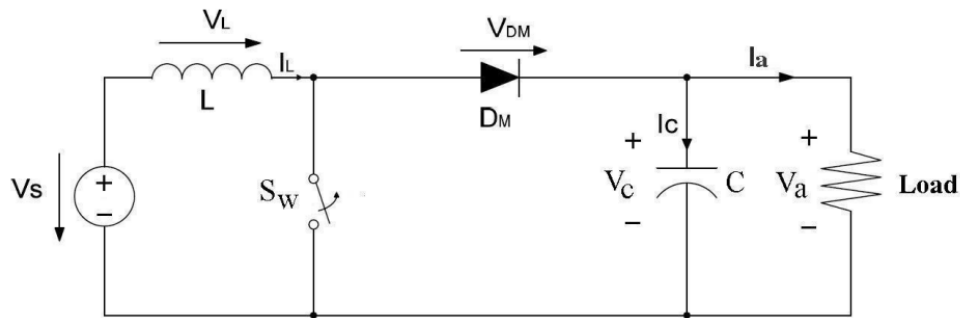 VL
VDM
IL
Ia
L
DM
Ic
+
+
Vs
+
−
SW
Vc
C
Va
Load
−
−